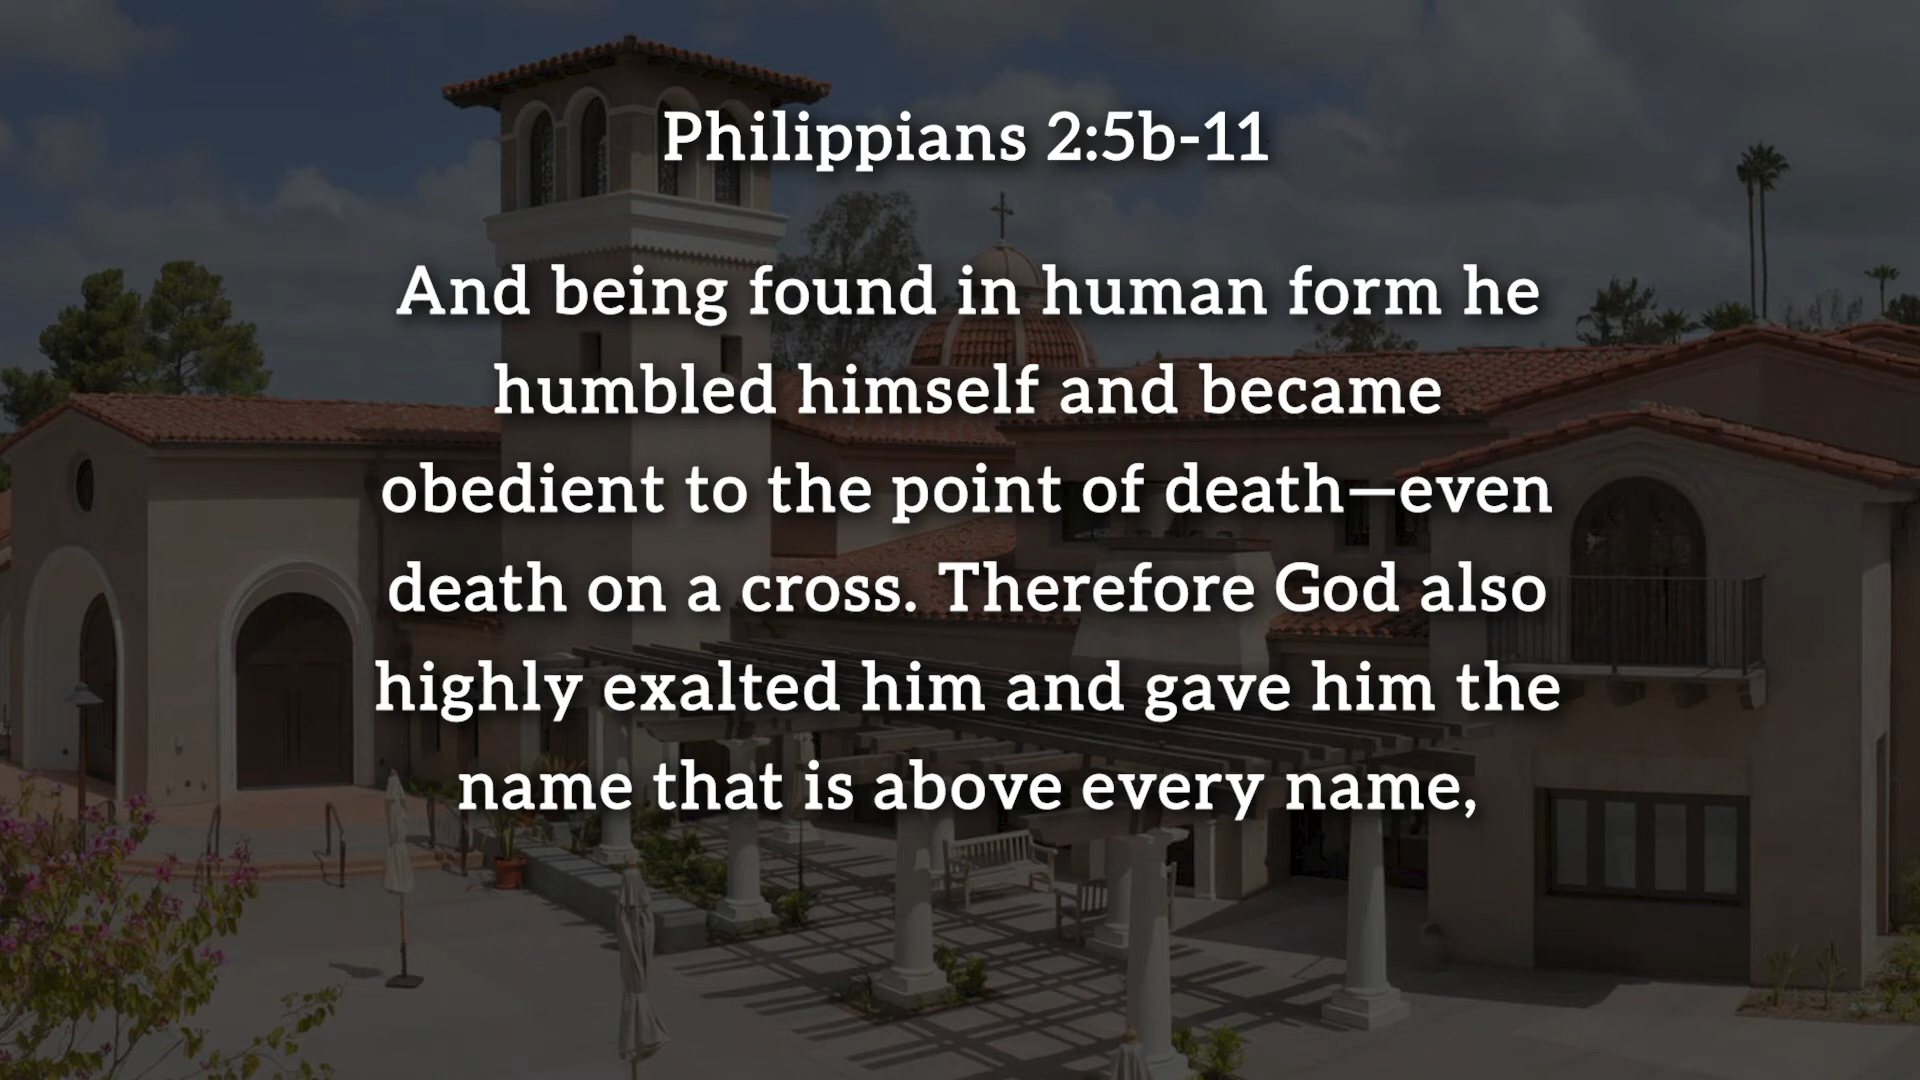 Philippians 2:5b-11
And being found in human form he
humbled himself and became
obedient to the point of death—even
death on a cross. Therefore God also
highly exalted him and gave him the
name that is above every name,